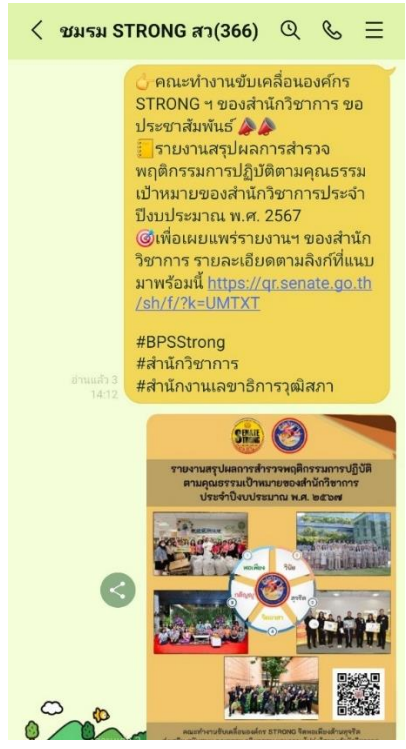 ชมรม STRONG สว(366)
👉คณะทำงานขับเคลื่อนองค์กร
STRONG ฯ ของสำนักวิชาการ ขอ
ประชาสัมพันธ์ 📣📣
📒รายงานสรุปผลการสำรวจ
พฤติกรรมการปฏิบัติตามคุณธรรม
เป้าหมายของสำนักวิชาการประจำ
ปีงบประมาณ พ.ศ. 2567
🎯เพื่อเผยแพร่รายงานฯ ของสำนัก
วิชาการ รายละเอียดตามลิงก์ที่แนบ
มาพร้อมนี้ https://qr.senate.go.th
/sh/f/?k=UMTXT
#BPSStrong
#สำนักวิชาการ
#สำนักงานเลขาธิการวุฒิสภา
อ่านแล้ว 3
14:12
SENATE
STRONG
รายงานสรุปผลการสำรวจพฤติกรรมการปฏิบัติ
ตามคุณธรรมเป้าหมายของสำนักวิชาการ
ประจำปีงบประมาณ พ.ศ. ๒๕๖๗
พอเพียง
วินัย
กตัญญู
สุจริต
จิตอาสา
คณะทำงานขับเคลื่อนองค์กร STRONG จิตพอเพียงต้านทุจริต